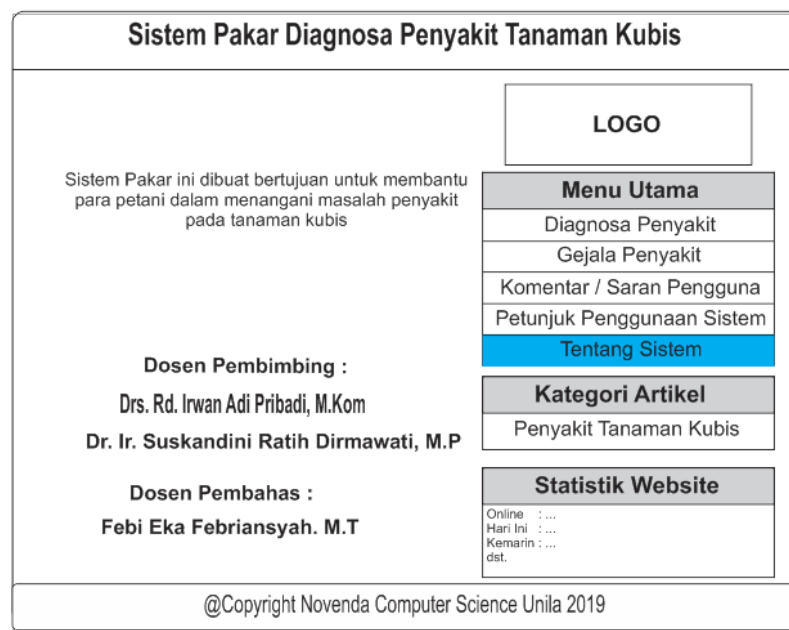 Sistem Pakar Diagnosa Penyakit Tanaman Kubis
Sistem Pakar ini dibuat bertujuan untuk membantu
para petani dalam menangani masalah penyakit
pada tanaman kubis
Dosen Pembimbing :
Drs. Rd. Irwan Adi Pribadi, M.Kom
Dr. Ir. Suskandini Ratih Dirmawati, M.P
Dosen Pembahas :
Febi Eka Febriansyah. M.T
LOGO
Menu Utama
Diagnosa Penyakit
Gejala Penyakit
Komentar / Saran Pengguna
Petunjuk Penggunaan Sistem
Tentang Sistem
Kategori Artikel
Penyakit Tanaman Kubis
Statistik Website
Online : ...
Hari Ini : ...
Kemarin : ...
dst.
@Copyright Novenda Computer Science Unila 2019